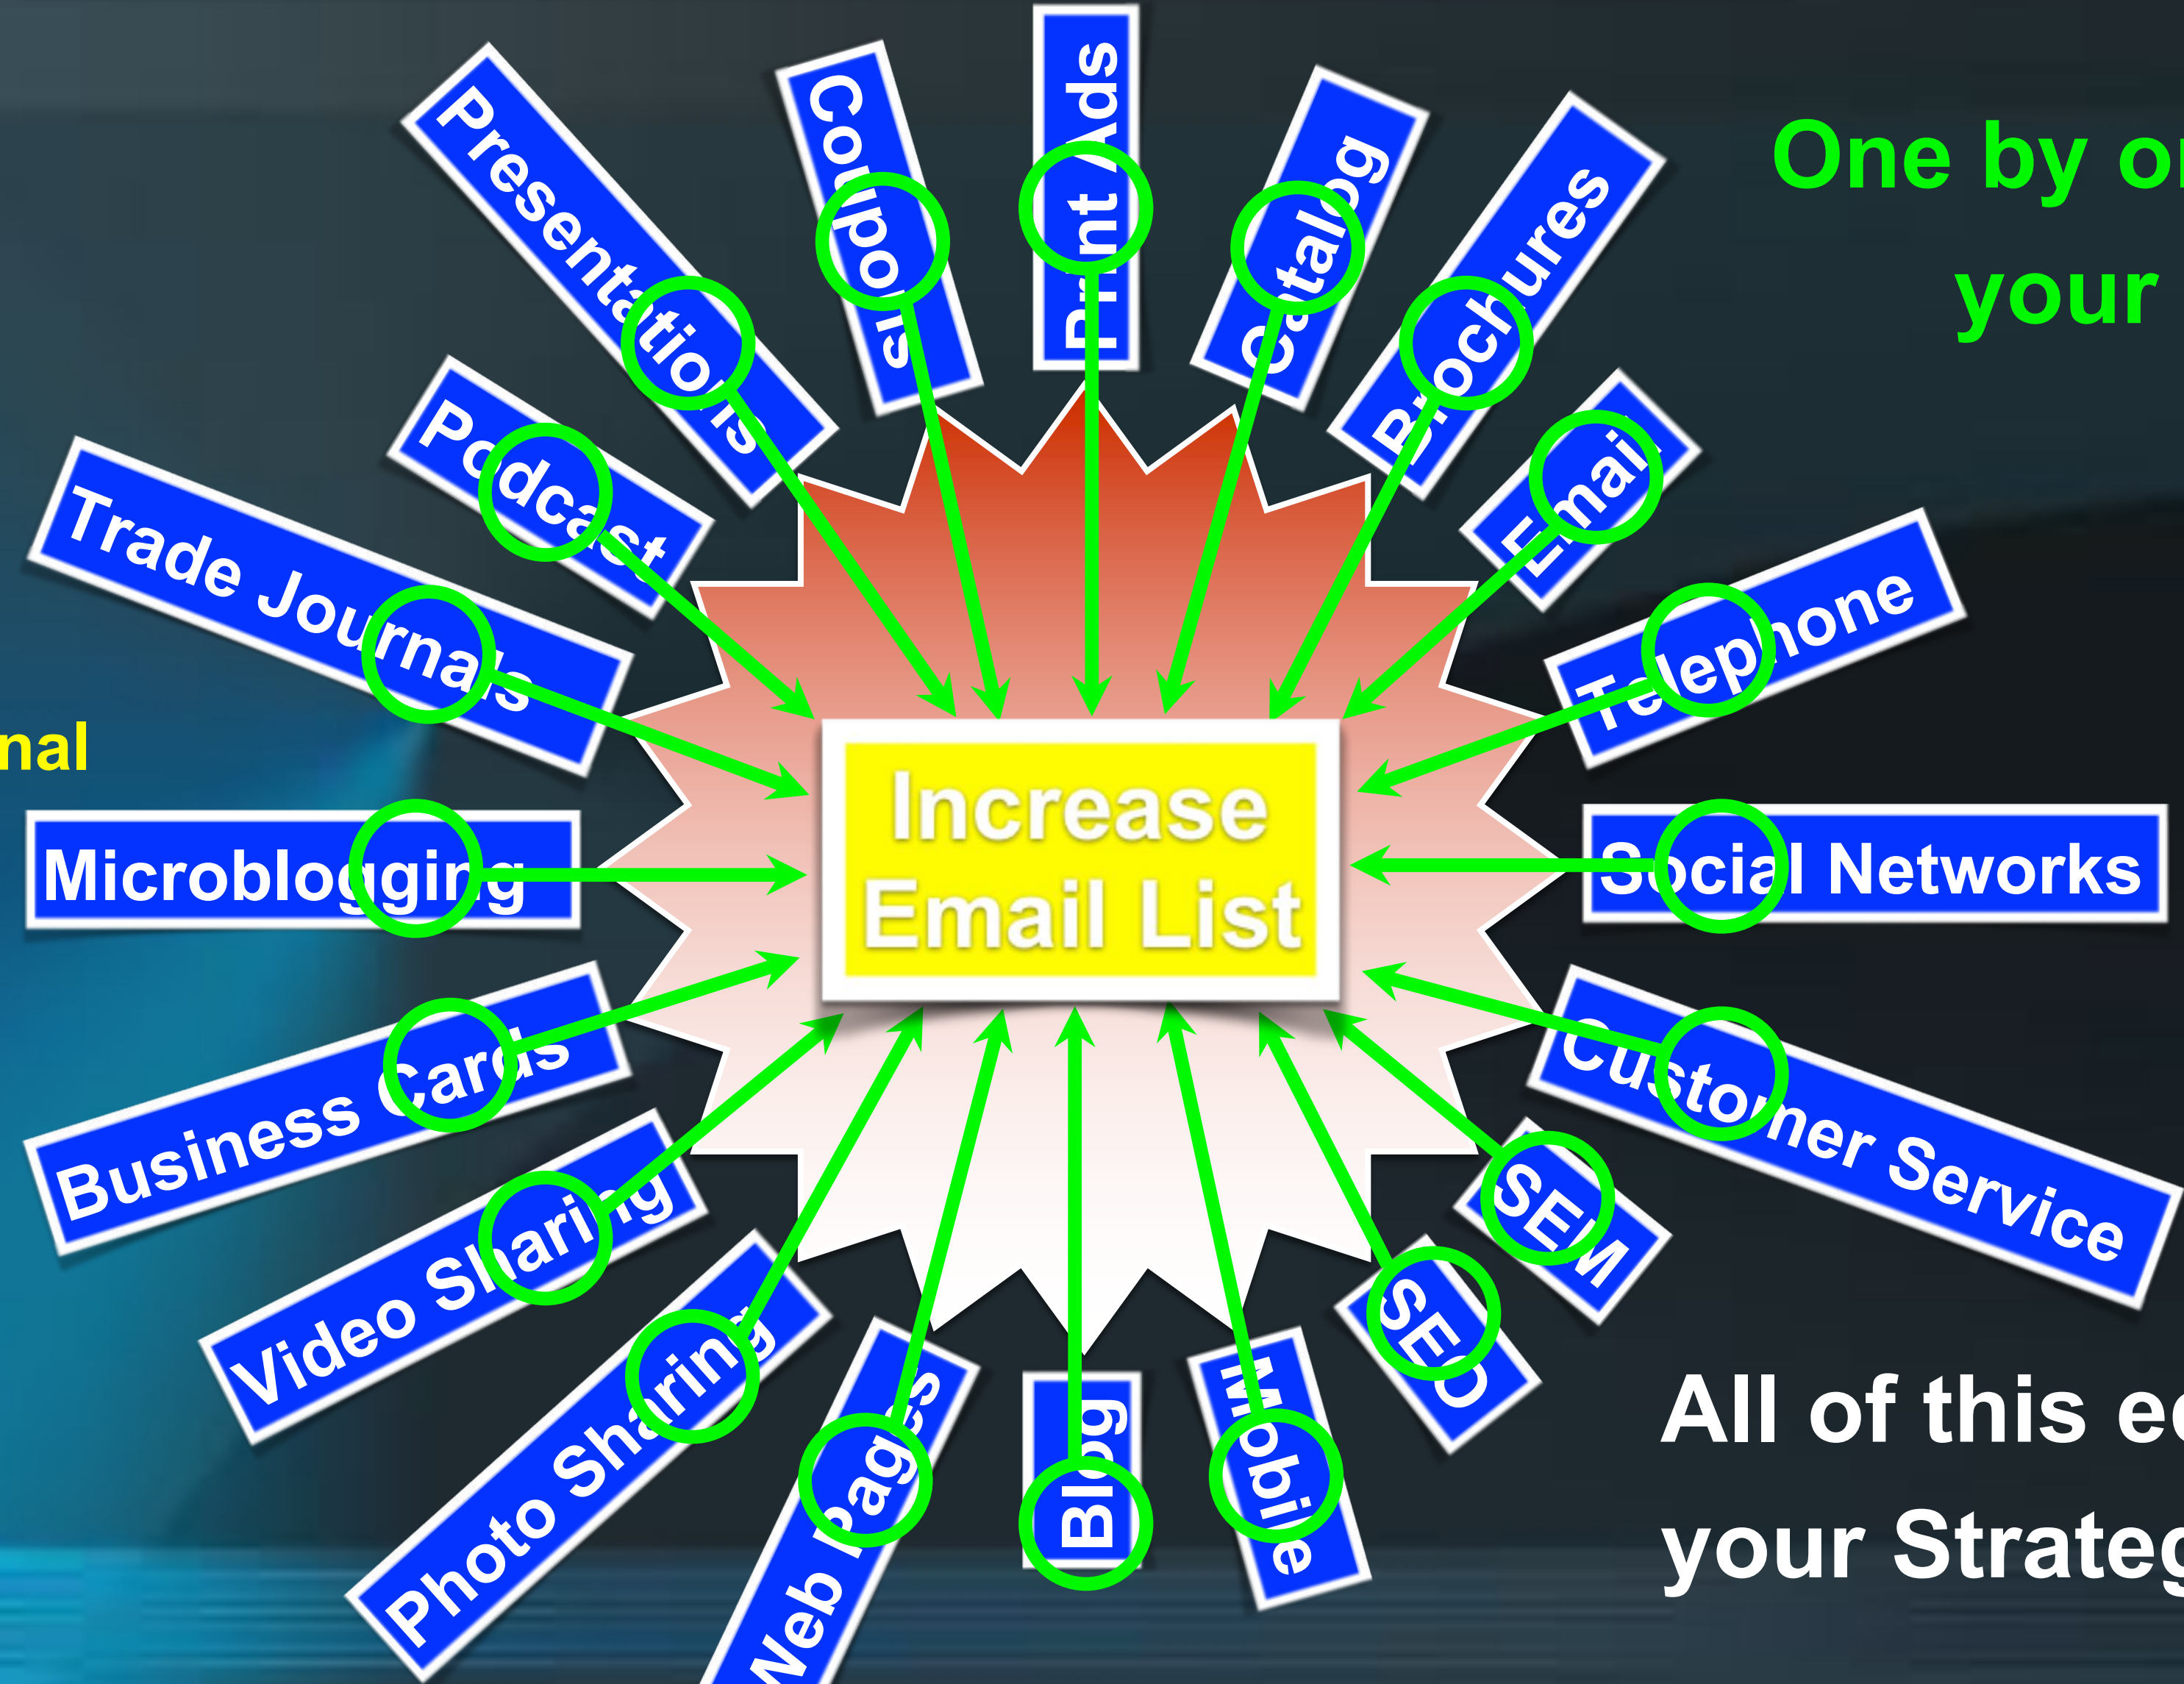 Presentations
Coupons
Print Ads
Catalog
Brochures
Email
Telephone
Social Networks
Customer Service
SEM
SEO
Mobile
Blog
Web Pages
Photo Sharing
Video Sharing
Business Cards
Microblogging
Trade Journals
Podcast
Increase
Email List
One by
your
nal
All of this
your